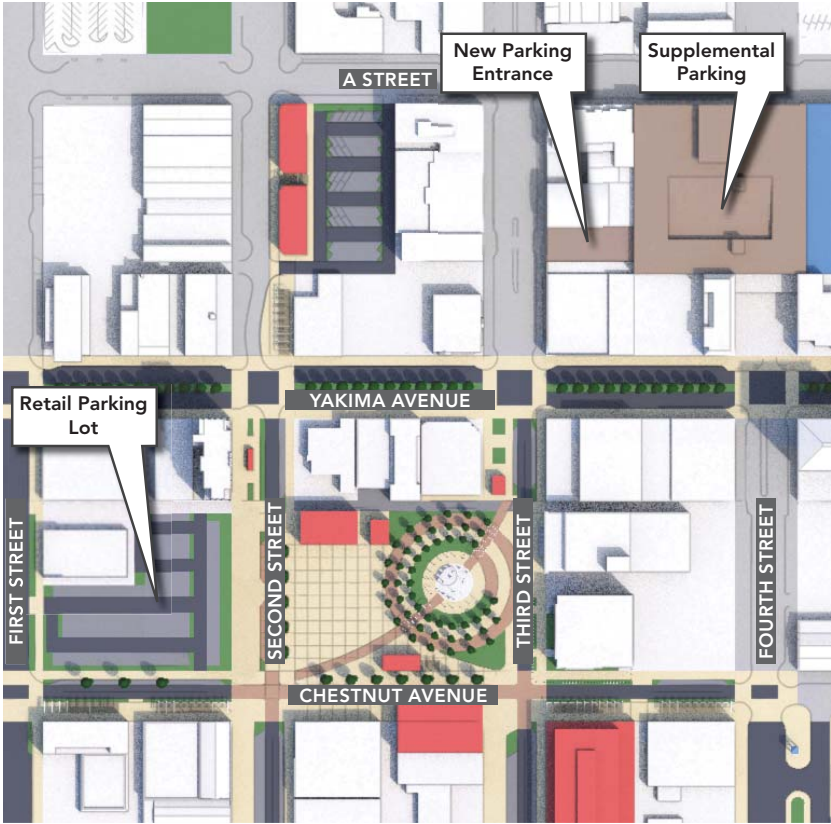 A STREET
New Parking
Entrance
Supplemental
Parking
YAKIMA AVENUE
Retail Parking
Lot
FIRST STREET
SECOND STREET
THIRD STREET
FOURTH STREET
CHESTNUT AVENUE